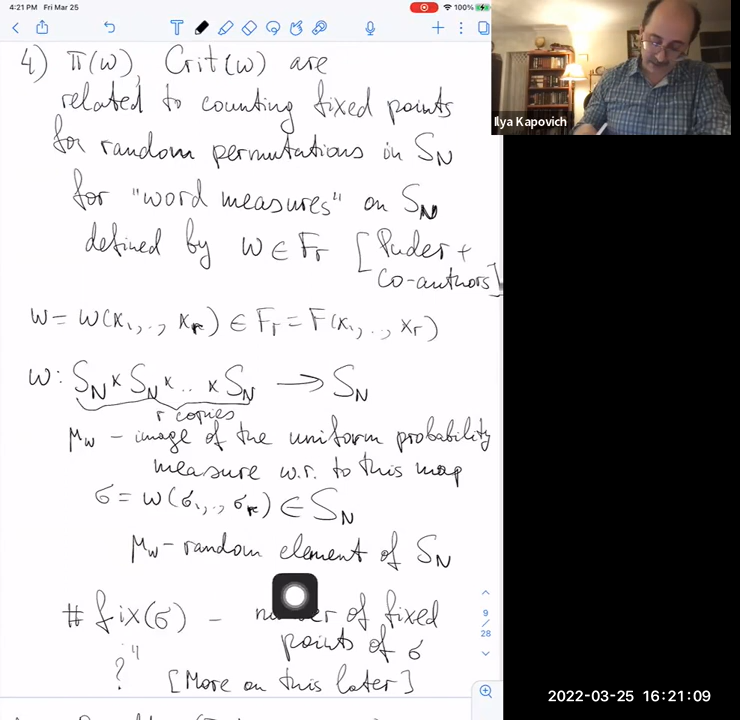 4:21 PM Fri Mar 25
100%
4) π(w), Crit(w) are
related to counting fixed points
for random permutations in S_N
for "word measures" on S_N
defined by w ∈ F_r [Puder +
co-authors]
w = w(x_1, .., x_r) ∈ F_r = F(x_1, .., x_r)
w: S_N × S_N × .. × S_N → S_N
r copies
μ_w - image of the uniform probability
measure w.r. to this map
σ = w(σ_1, .., σ_r) ∈ S_N
μ_w - random element of S_N
# fix(σ) - number of fixed
points of σ
?
[More on this later]
9
/
28
Ilya Kapovich
2022-03-25 16:21:09